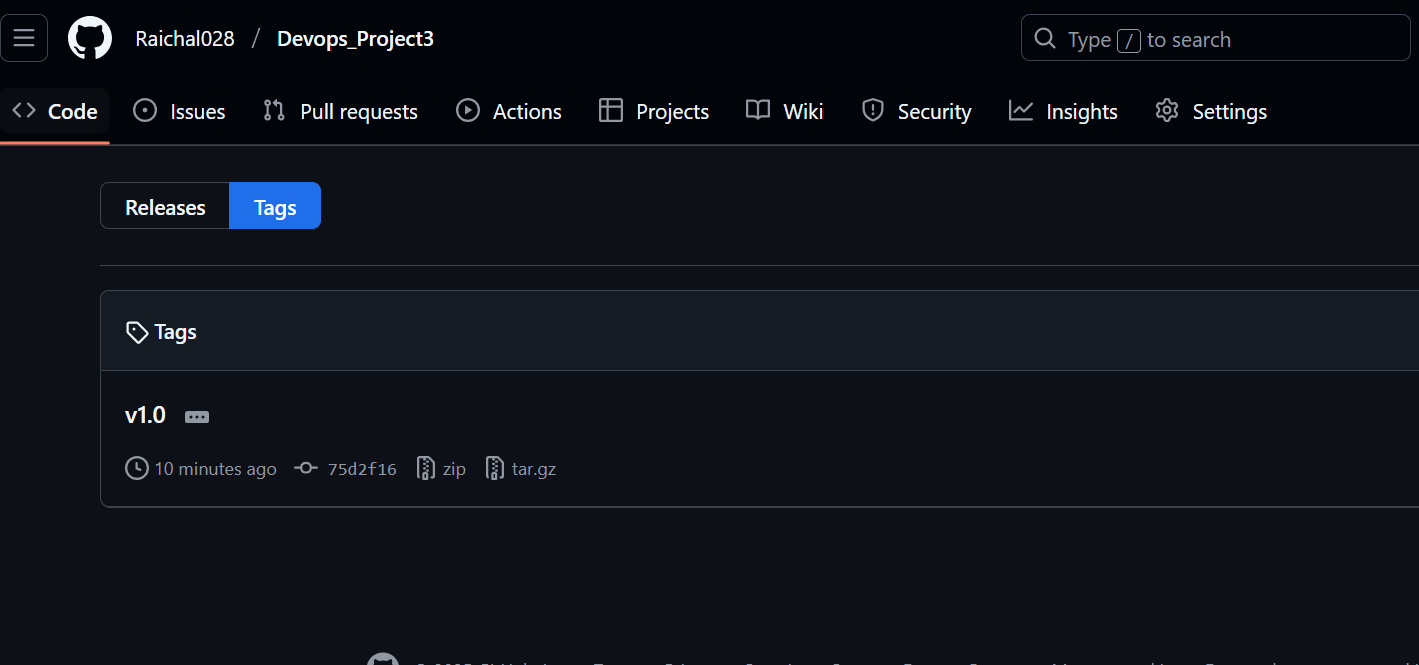 Raichal028 / Devops_Project3 Type / to search
Code Issues Pull requests Actions Projects Wiki Security Insights Settings
Releases Tags
Tags
v1.0
10 minutes ago 75d2f16 zip tar.gz